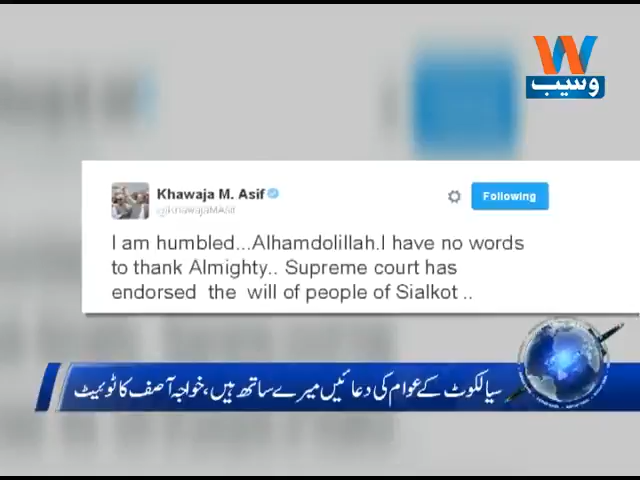 W
وسیب
Khawaja M. Asif
@KhawajaMAsif
Following
I am humbled...Alhamdolillah.I have no words
to thank Almighty.. Supreme court has
endorsed the will of people of Sialkot ..
سیالکوٹ کے عوام کی دعائیں میرے ساتھ ہیں، خواجہ آصف کا ٹوئیٹ